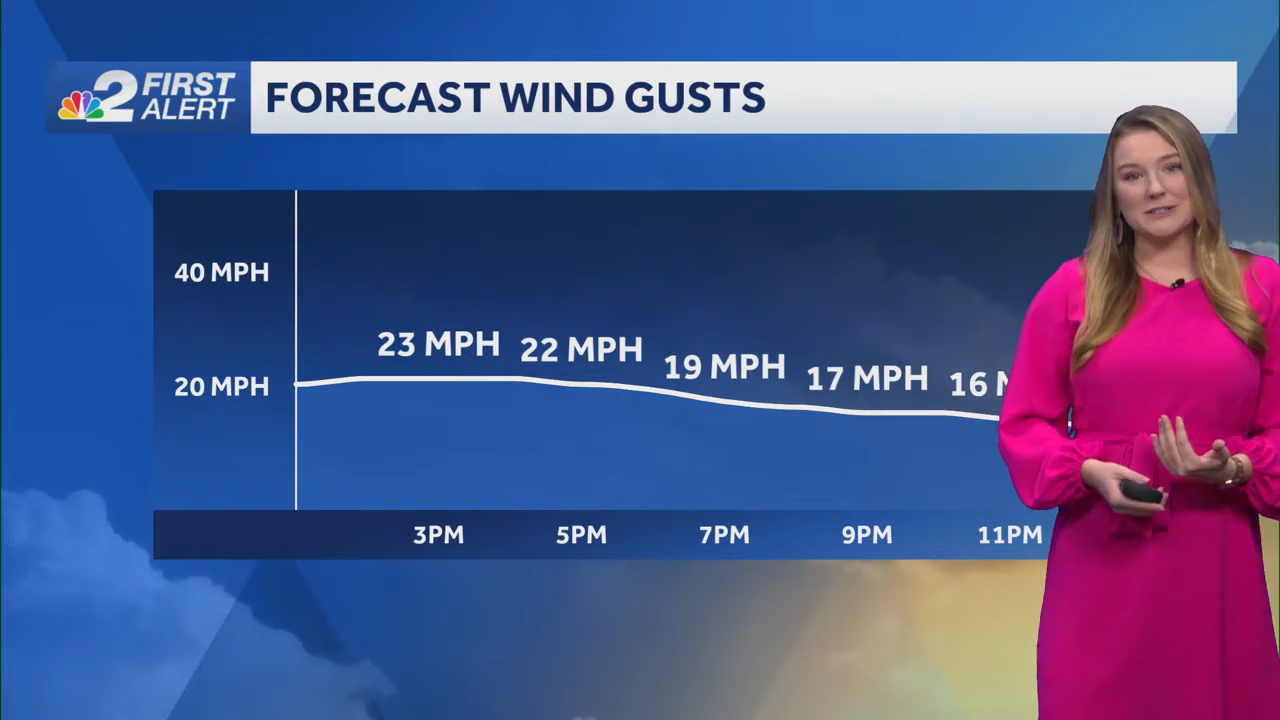 2 FIRST ALERT
FORECAST WIND GUSTS
40 MPH
23 MPH 22 MPH 19 MPH 17 MPH 16
20 MPH
3PM 5PM 7PM 9PM 11PM